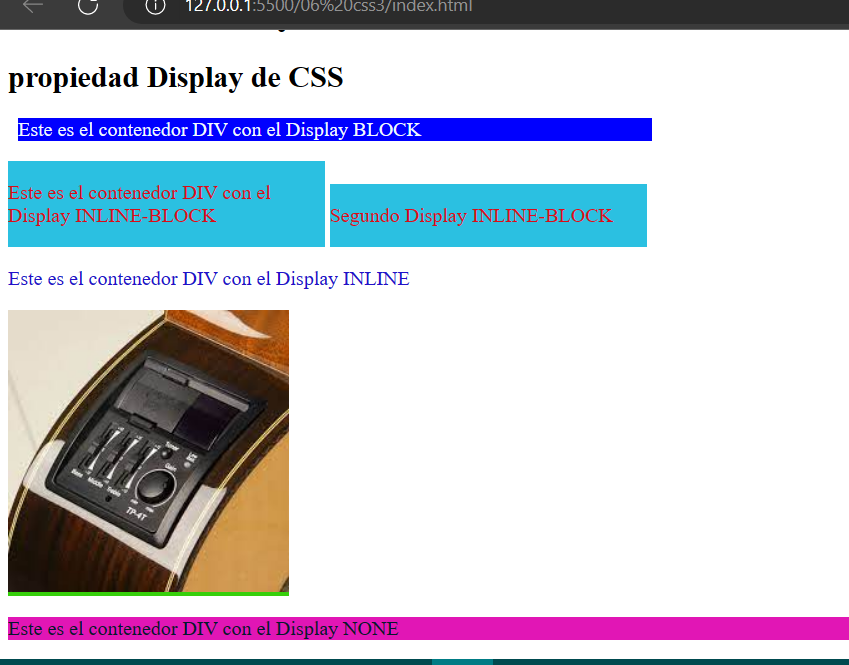 127.0.0.1:5500/06%20css3/index.html
propiedad Display de CSS
Este es el contenedor DIV con el Display BLOCK
Este es el contenedor DIV con el
Display INLINE-BLOCK
Segundo Display INLINE-BLOCK
Este es el contenedor DIV con el Display INLINE
Tuner
Low Batt.
Gain
Bass Middle Treble
TP-4T
Este es el contenedor DIV con el Display NONE